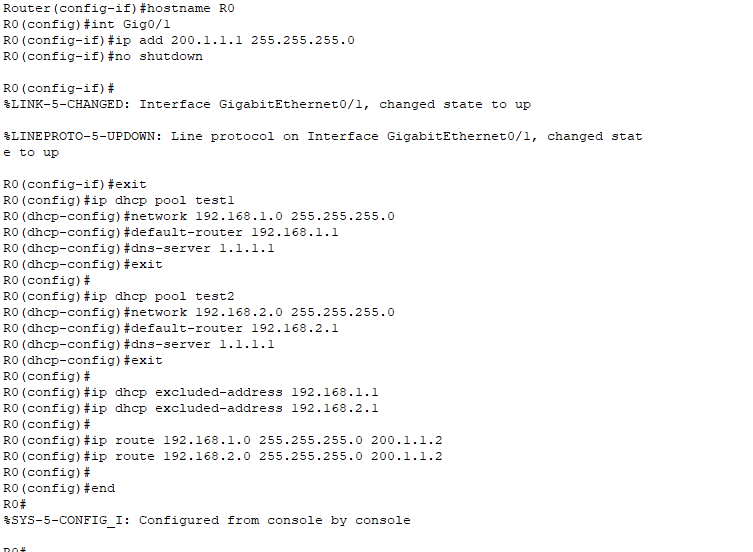 Router(config-if)#hostname R0
R0(config)#int Gig0/1
R0(config-if)#ip add 200.1.1.1 255.255.255.0
R0(config-if)#no shutdown
R0(config-if)#
%LINK-5-CHANGED: Interface GigabitEthernet0/1, changed state to up
%LINEPROTO-5-UPDOWN: Line protocol on Interface GigabitEthernet0/1, changed stat
e to up
R0(config-if)#exit
R0(config)#ip dhcp pool test1
R0(dhcp-config)#network 192.168.1.0 255.255.255.0
R0(dhcp-config)#default-router 192.168.1.1
R0(dhcp-config)#dns-server 1.1.1.1
R0(dhcp-config)#exit
R0(config)#
R0(config)#ip dhcp pool test2
R0(dhcp-config)#network 192.168.2.0 255.255.255.0
R0(dhcp-config)#default-router 192.168.2.1
R0(dhcp-config)#dns-server 1.1.1.1
R0(dhcp-config)#exit
R0(config)#
R0(config)#ip dhcp excluded-address 192.168.1.1
R0(config)#ip dhcp excluded-address 192.168.2.1
R0(config)#
R0(config)#ip route 192.168.1.0 255.255.255.0 200.1.1.2
R0(config)#ip route 192.168.2.0 255.255.255.0 200.1.1.2
R0(config)#
R0(config)#end
R0#
%SYS-5-CONFIG_I: Configured from console by console
R0#